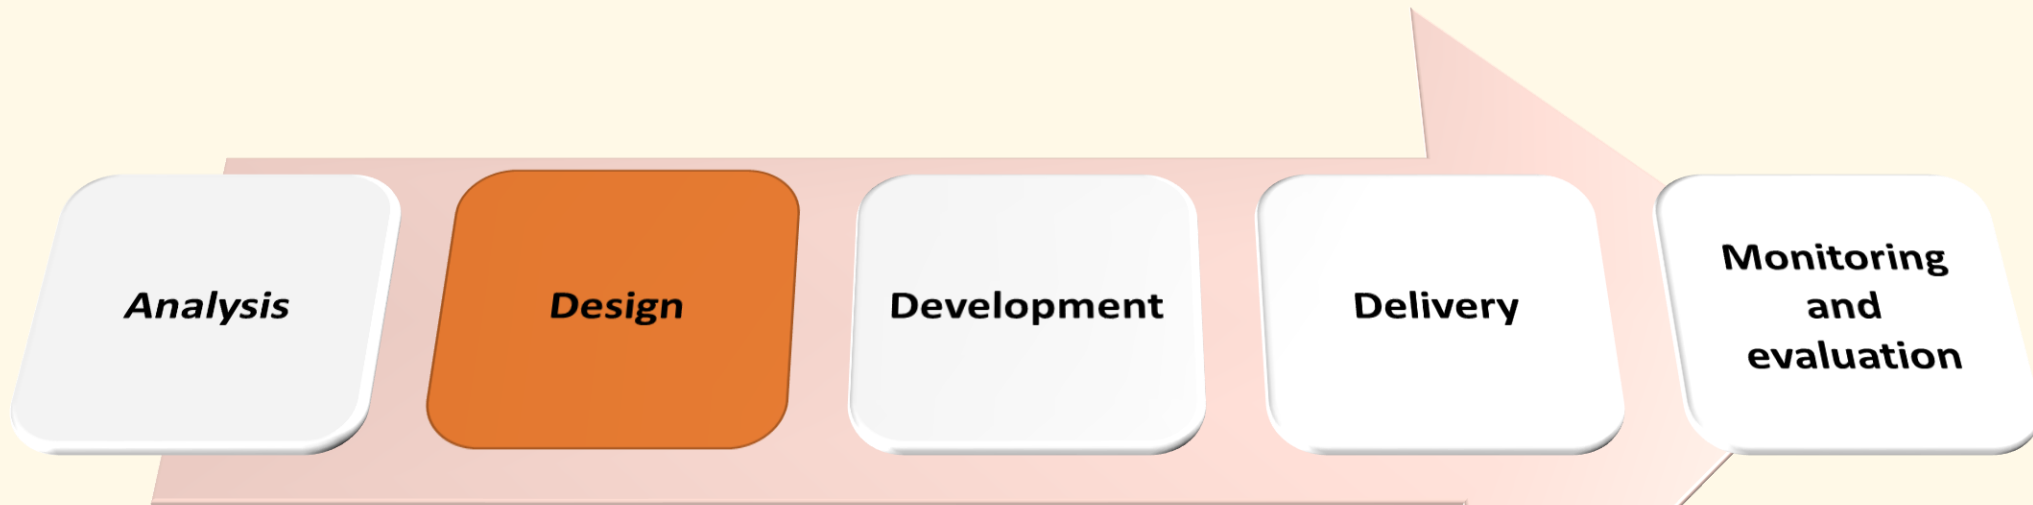 Analysis
Design
Development
Delivery
Monitoring
and
evaluation